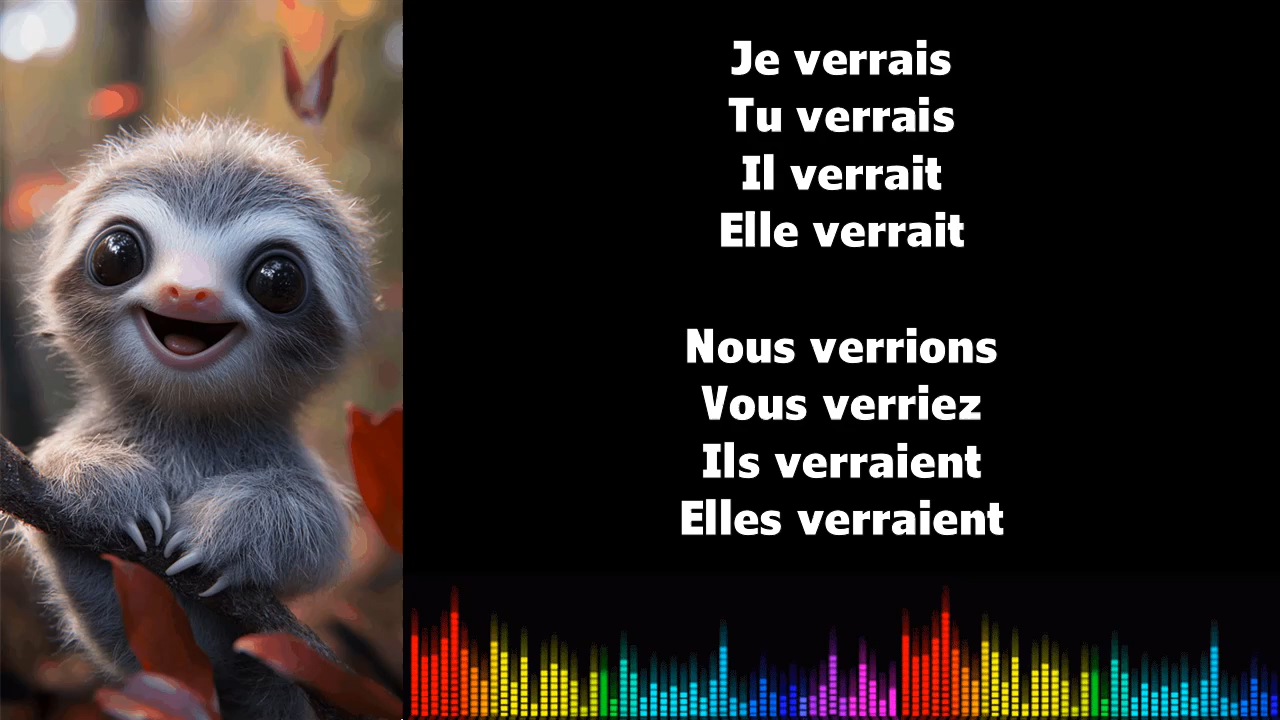 Je verrais
Tu verrais
Il verrait
Elle verrait
Nous verrions
Vous verriez
Ils verraient
Elles verraient